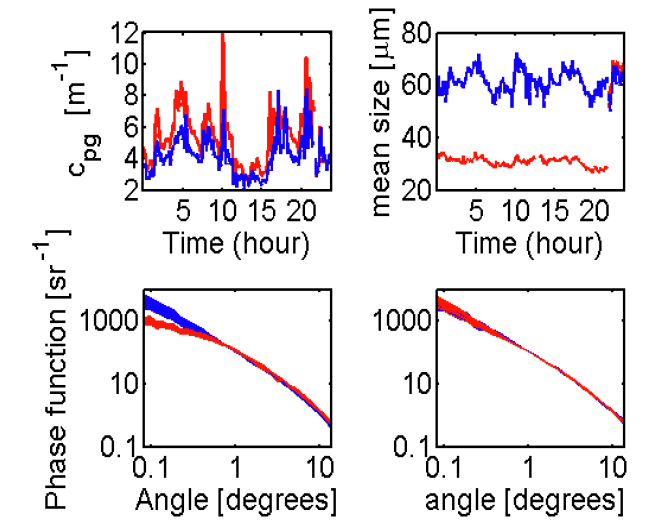 c_pg [m^-1]
12
10
8
6
4
2
5 10 15 20
Time (hour)
mean size [μm]
80
60
40
20
5 10 15 20
Time (hour)
Phase function [sr^-1]
1000
10
0.1
0.1 1 10
Angle [degrees]
1000
10
0.1
0.1 1 10
angle [degrees]